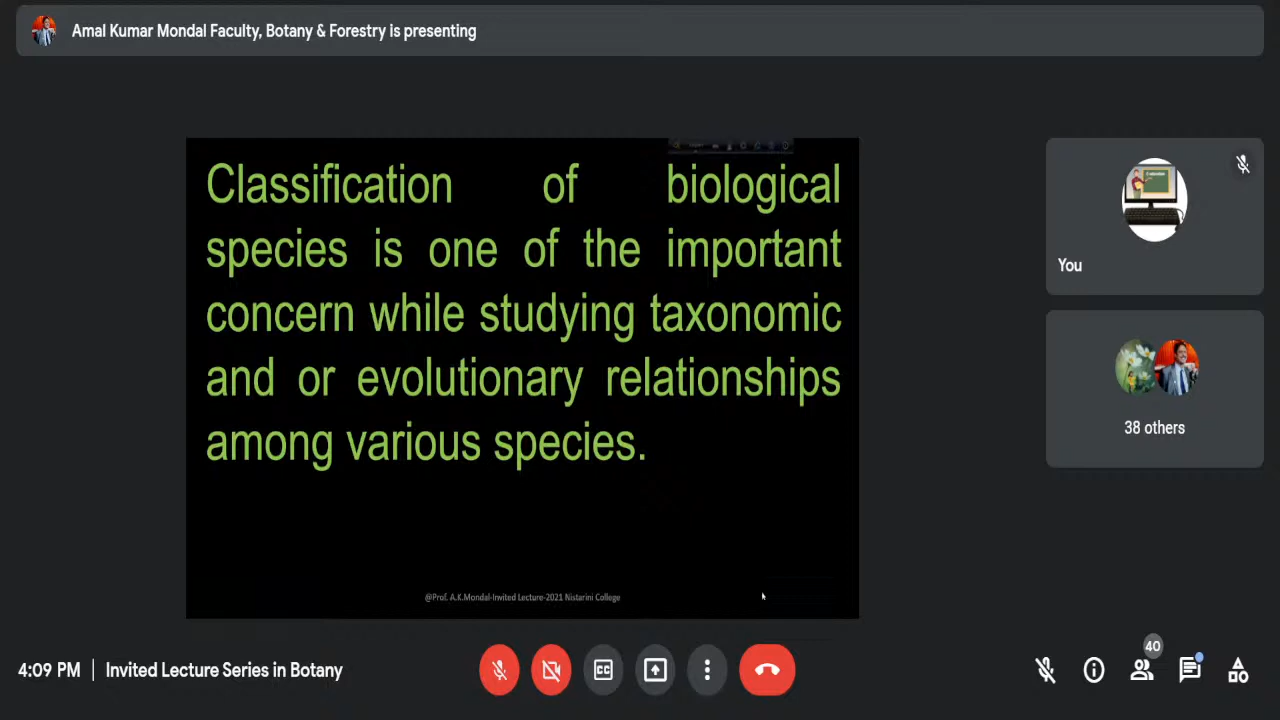 Amal Kumar Mondal Faculty, Botany & Forestry is presenting
Classification of biological
species is one of the important
concern while studying taxonomic
and or evolutionary relationships
among various species.
@Prof. A.K.Mondal-Invited Lecture-2021 Nistarini College
You
38 others
4:09 PM | Invited Lecture Series in Botany
CC
40